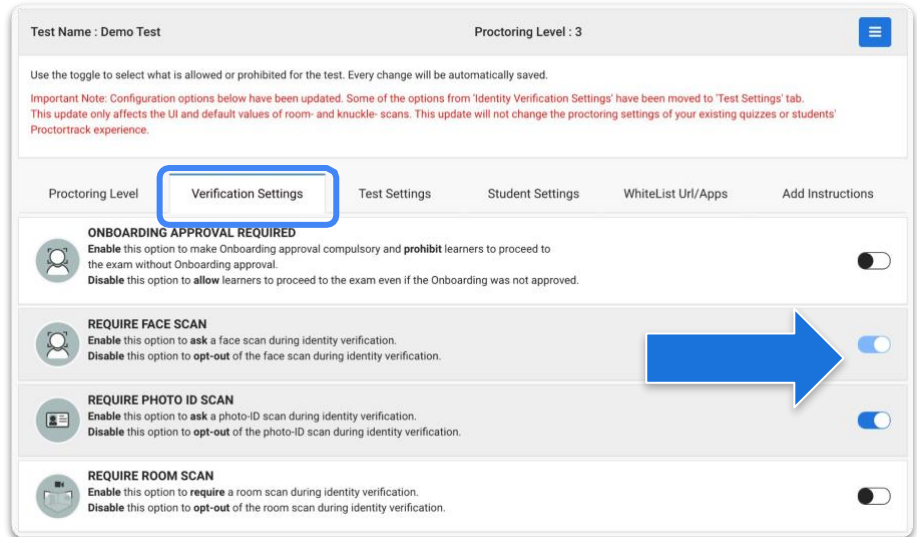 Test Name : Demo Test
Proctoring Level : 3
Use the toggle to select what is allowed or prohibited for the test. Every change will be automatically saved.
Important Note: Configuration options below have been updated. Some of the options from 'Identity Verification Settings' have been moved to 'Test Settings' tab.
This update only affects the UI and default values of room- and knuckle- scans. This update will not change the proctoring settings of your existing quizzes or students'
Proctortrack experience.
Proctoring Level
Verification Settings
Test Settings
Student Settings
WhiteList Url/Apps
Add Instructions
ONBOARDING APPROVAL REQUIRED
Enable this option to make Onboarding approval compulsory and prohibit learners to proceed to
the exam without Onboarding approval.
Disable this option to allow learners to proceed to the exam even if the Onboarding was not approved.
REQUIRE FACE SCAN
Enable this option to ask a face scan during identity verification.
Disable this option to opt-out of the face scan during identity verification.
REQUIRE PHOTO ID SCAN
Enable this option to ask a photo-ID scan during identity verification.
Disable this option to opt-out of the photo-ID scan during identity verification.
REQUIRE ROOM SCAN
Enable this option to require a room scan during identity verification.
Disable this option to opt-out of the room scan during identity verification.